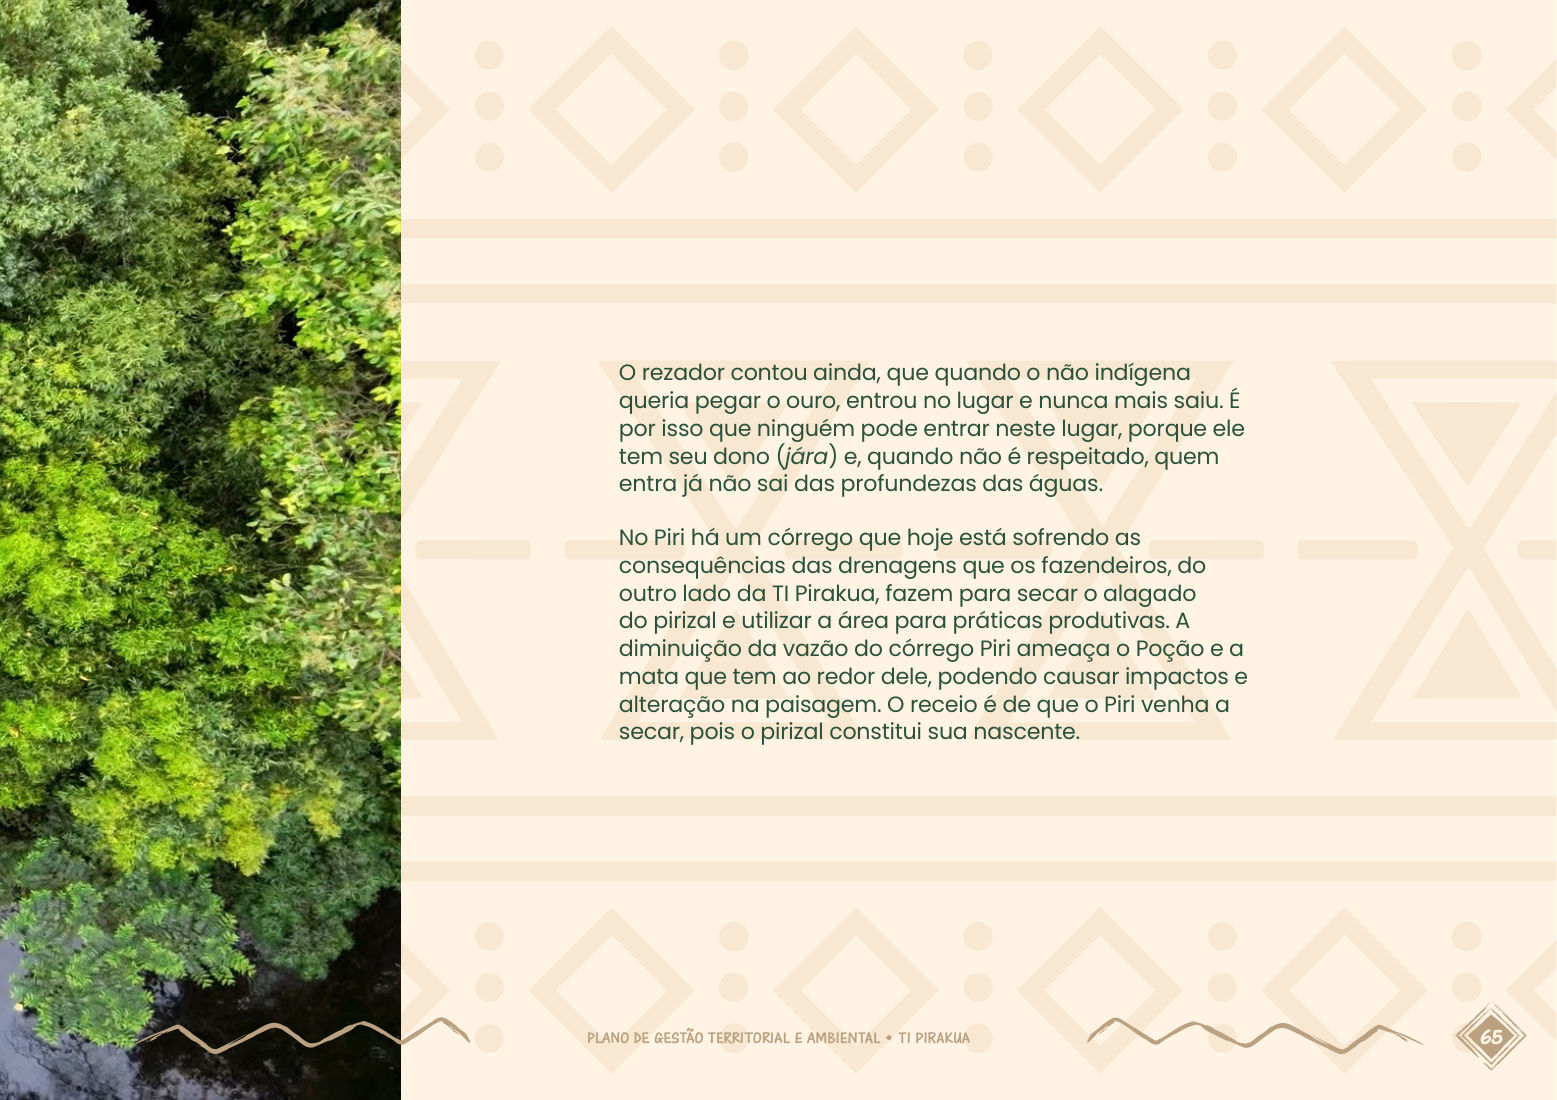 O rezador contou ainda, que quando o não indígena
queria pegar o ouro, entrou no lugar e nunca mais saiu. É
por isso que ninguém pode entrar neste lugar, porque ele
tem seu dono (jára) e, quando não é respeitado, quem
entra já não sai das profundezas das águas.
No Piri há um córrego que hoje está sofrendo as
consequências das drenagens que os fazendeiros, do
outro lado da TI Pirakua, fazem para secar o alagado
do pirizal e utilizar a área para práticas produtivas. A
diminuição da vazão do córrego Piri ameaça o Poção e a
mata que tem ao redor dele, podendo causar impactos e
alteração na paisagem. O receio é de que o Piri venha a
secar, pois o pirizal constitui sua nascente.
PLANO DE GESTÃO TERRITORIAL E AMBIENTAL • TI PIRAKUA
65